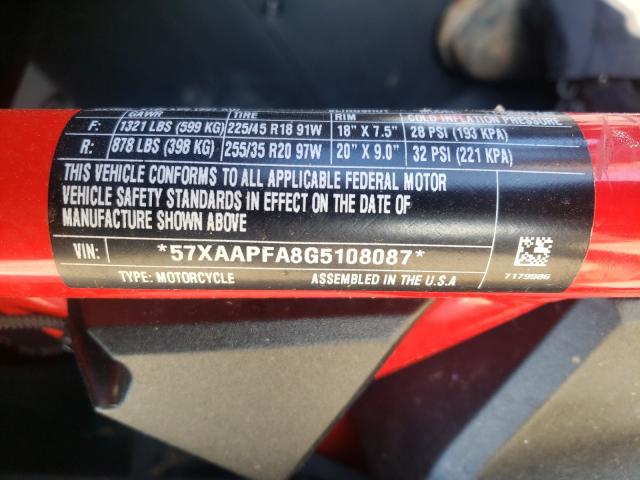 GAWR TIRE RIM COLD INFLATION PRESSURE
F: 1321 LBS (599 KG) 225/45 R18 91W 18" X 7.5" 28 PSI (193 KPA)
R: 878 LBS (398 KG) 255/35 R20 97W 20" X 9.0" 32 PSI (221 KPA)
THIS VEHICLE CONFORMS TO ALL APPLICABLE FEDERAL MOTOR
VEHICLE SAFETY STANDARDS IN EFFECT ON THE DATE OF
MANUFACTURE SHOWN ABOVE
VIN: *57XAAPFA8G5108087*
TYPE: MOTORCYCLE ASSEMBLED IN THE U.S.A
7179986